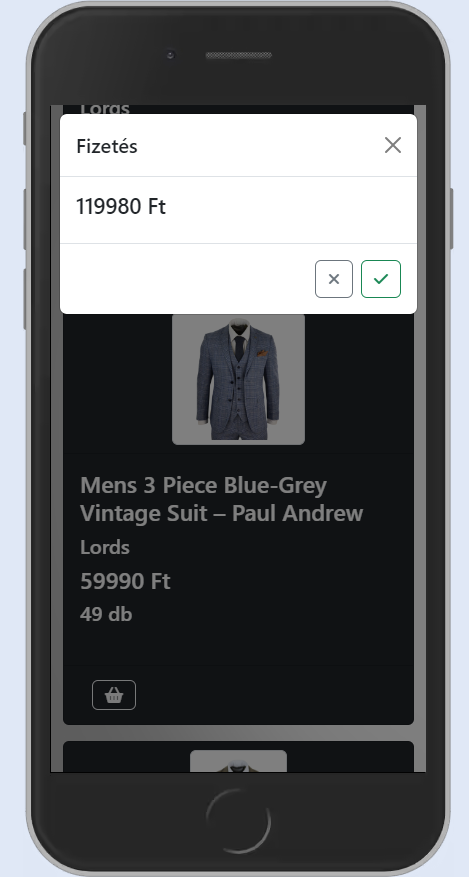 Lords
Fizetés
119980 Ft
Mens 3 Piece Blue-Grey
Vintage Suit – Paul Andrew
Lords
59990 Ft
49 db